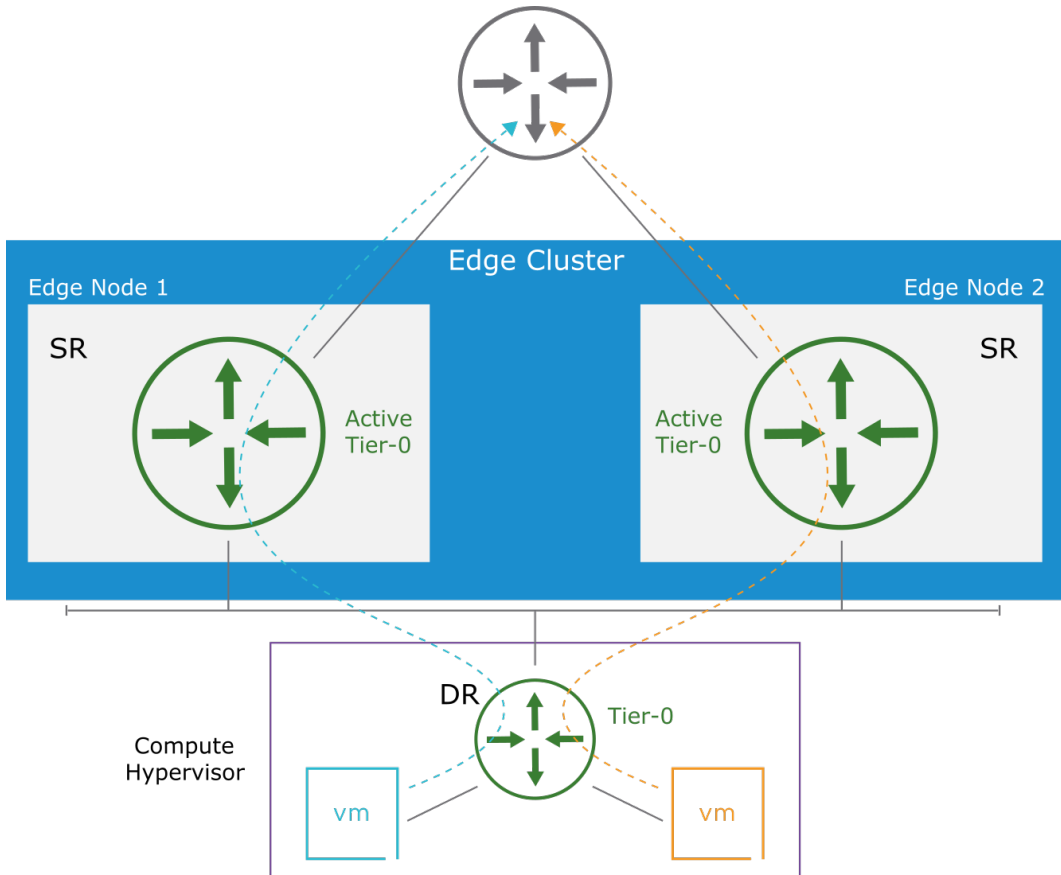 Edge Cluster
Edge Node 1
Edge Node 2
SR
SR
Active
Tier-0
Active
Tier-0
DR
Tier-0
Compute
Hypervisor
vm
vm